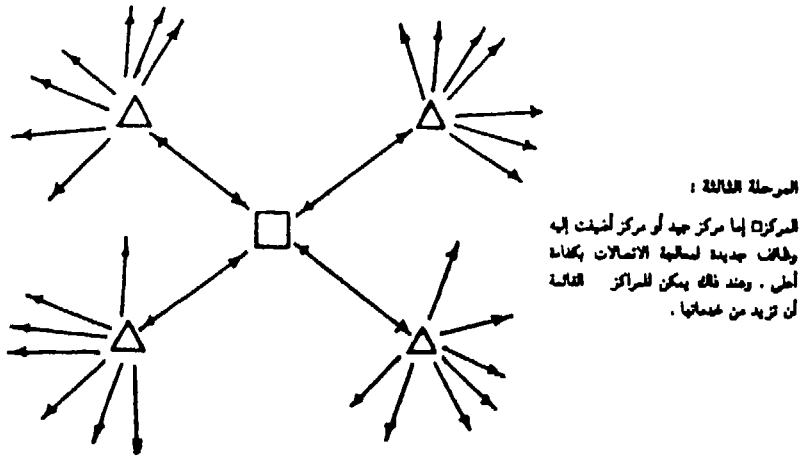 المرحلة الثالثة :
المركز□ إما مركز جديد أو مركز أضيفت إليه
وظائف جديدة لمعالجة الاتصالات بكفاءة
أعلى . وعند ذلك يمكن للمراكز القائمة
أن تزيد من خدماتها .